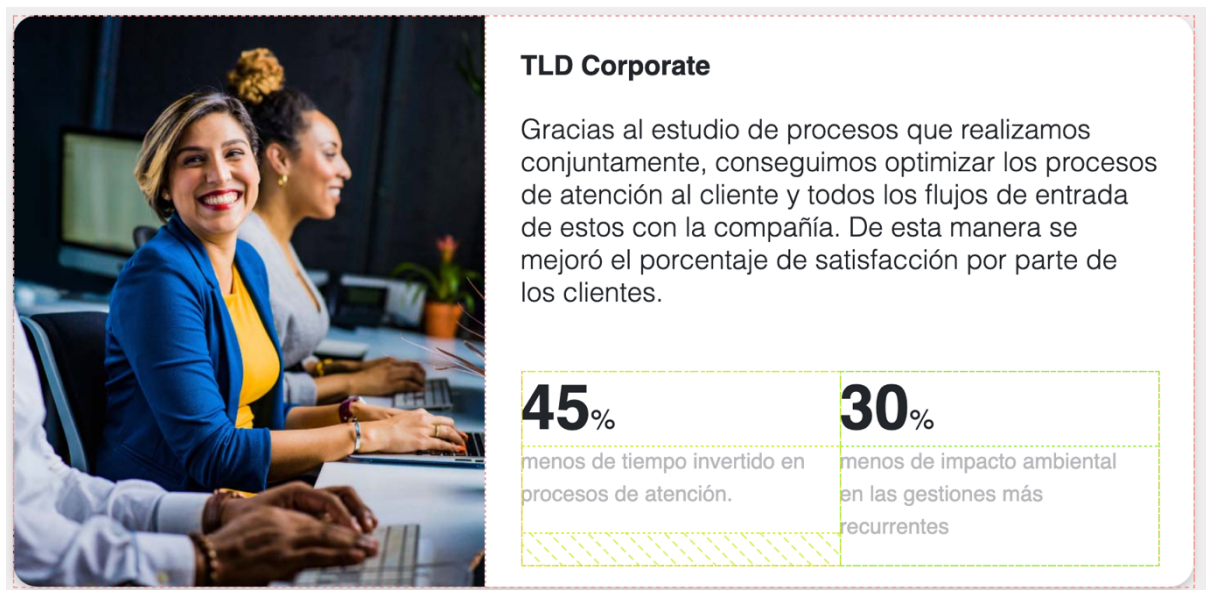 TLD Corporate
Gracias al estudio de procesos que realizamos
conjuntamente, conseguimos optimizar los procesos
de atención al cliente y todos los flujos de entrada
de estos con la compañía. De esta manera se
mejoró el porcentaje de satisfacción por parte de
los clientes.
45%
menos de tiempo invertido en
procesos de atención.
30%
menos de impacto ambiental
en las gestiones más
recurrentes